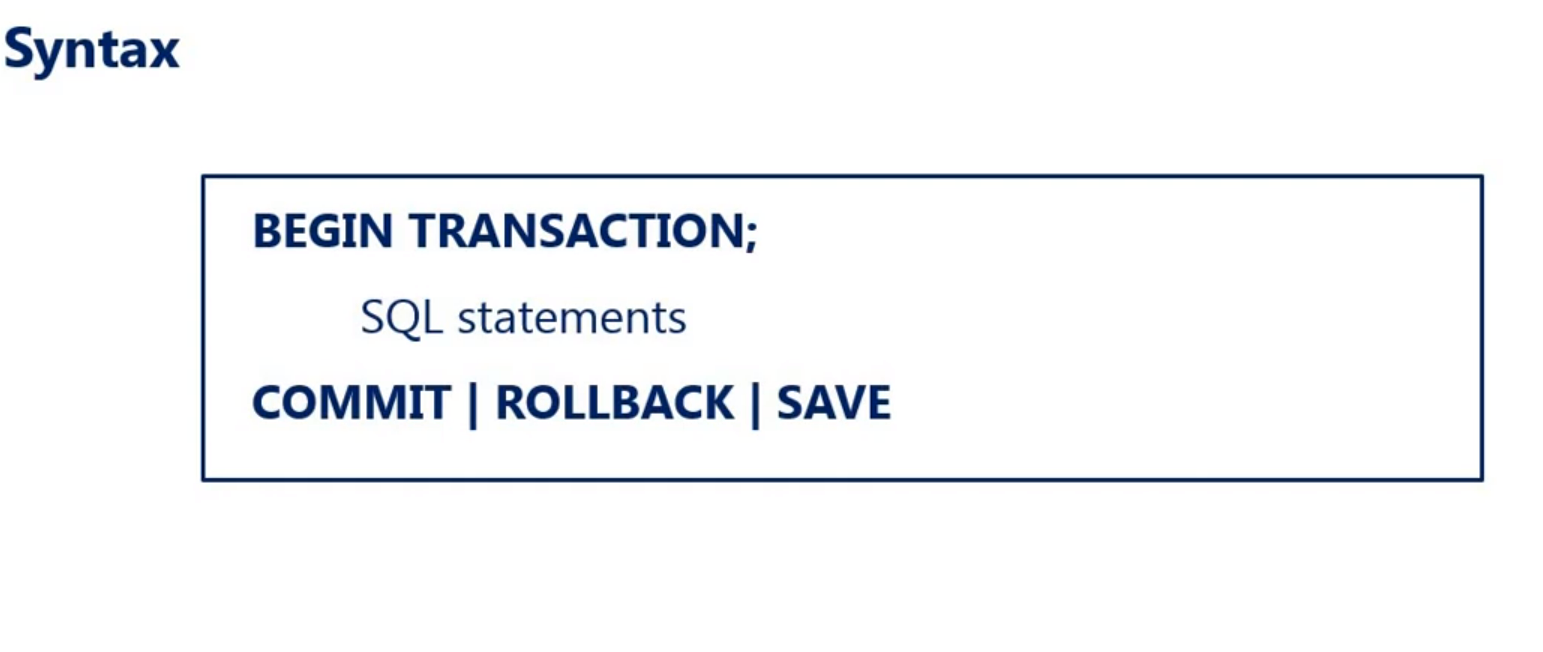 Syntax
BEGIN TRANSACTION;
SQL statements
COMMIT | ROLLBACK | SAVE